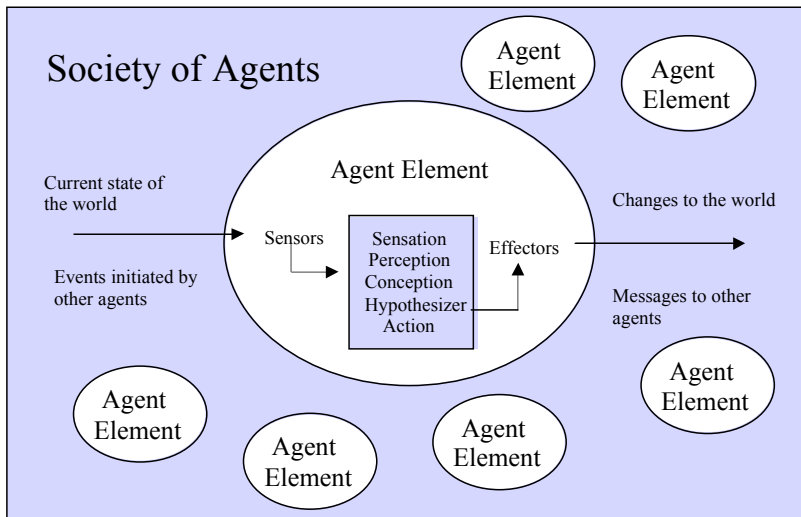 Society of Agents
Agent
Element
Agent
Element
Agent Element
Current state of
the world
Events initiated by
other agents
Sensors
Sensation
Perception
Conception
Hypothesizer
Action
Effectors
Changes to the world
Messages to other
agents
Agent
Element
Agent
Element
Agent
Element
Agent
Element